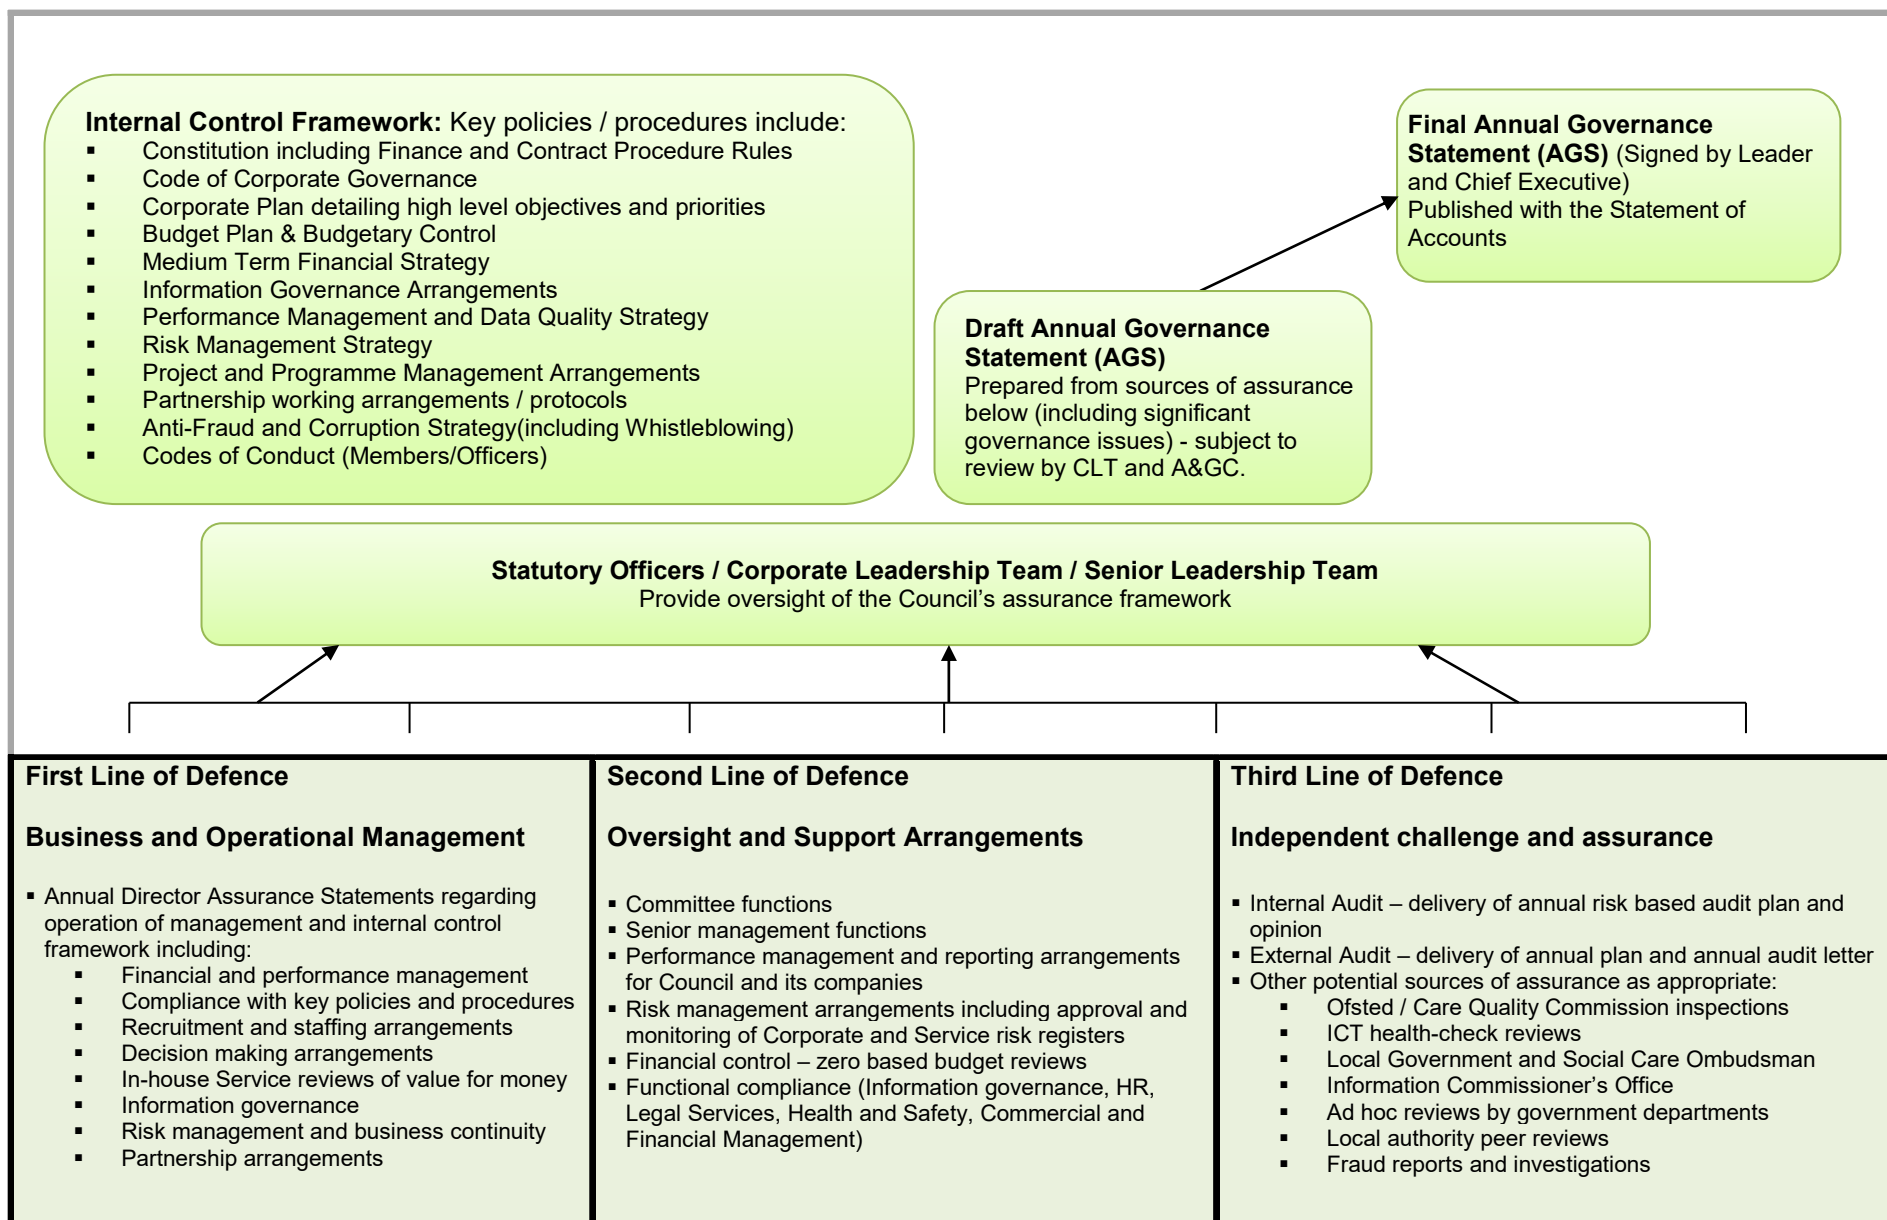 Internal Control Framework: Key policies / procedures include:
▪ Constitution including Finance and Contract Procedure Rules
▪ Code of Corporate Governance
▪ Corporate Plan detailing high level objectives and priorities
▪ Budget Plan & Budgetary Control
▪ Medium Term Financial Strategy
▪ Information Governance Arrangements
▪ Performance Management and Data Quality Strategy
▪ Risk Management Strategy
▪ Project and Programme Management Arrangements
▪ Partnership working arrangements / protocols
▪ Anti-Fraud and Corruption Strategy(including Whistleblowing)
▪ Codes of Conduct (Members/Officers)
Final Annual Governance
Statement (AGS) (Signed by Leader
and Chief Executive)
Published with the Statement of
Accounts
Draft Annual Governance
Statement (AGS)
Prepared from sources of assurance
below (including significant
governance issues) - subject to
review by CLT and A&GC.
Statutory Officers / Corporate Leadership Team / Senior Leadership Team
Provide oversight of the Council’s assurance framework
First Line of Defence
Business and Operational Management
▪ Annual Director Assurance Statements regarding
operation of management and internal control
framework including:
▪ Financial and performance management
▪ Compliance with key policies and procedures
▪ Recruitment and staffing arrangements
▪ Decision making arrangements
▪ In-house Service reviews of value for money
▪ Information governance
▪ Risk management and business continuity
▪ Partnership arrangements
Second Line of Defence
Oversight and Support Arrangements
▪ Committee functions
▪ Senior management functions
▪ Performance management and reporting arrangements
for Council and its companies
▪ Risk management arrangements including approval and
monitoring of Corporate and Service risk registers
▪ Financial control – zero based budget reviews
▪ Functional compliance (Information governance, HR,
Legal Services, Health and Safety, Commercial and
Financial Management)
Third Line of Defence
Independent challenge and assurance
▪ Internal Audit – delivery of annual risk based audit plan and
opinion
▪ External Audit – delivery of annual plan and annual audit letter
▪ Other potential sources of assurance as appropriate:
▪ Ofsted / Care Quality Commission inspections
▪ ICT health-check reviews
▪ Local Government and Social Care Ombudsman
▪ Information Commissioner’s Office
▪ Ad hoc reviews by government departments
▪ Local authority peer reviews
▪ Fraud reports and investigations